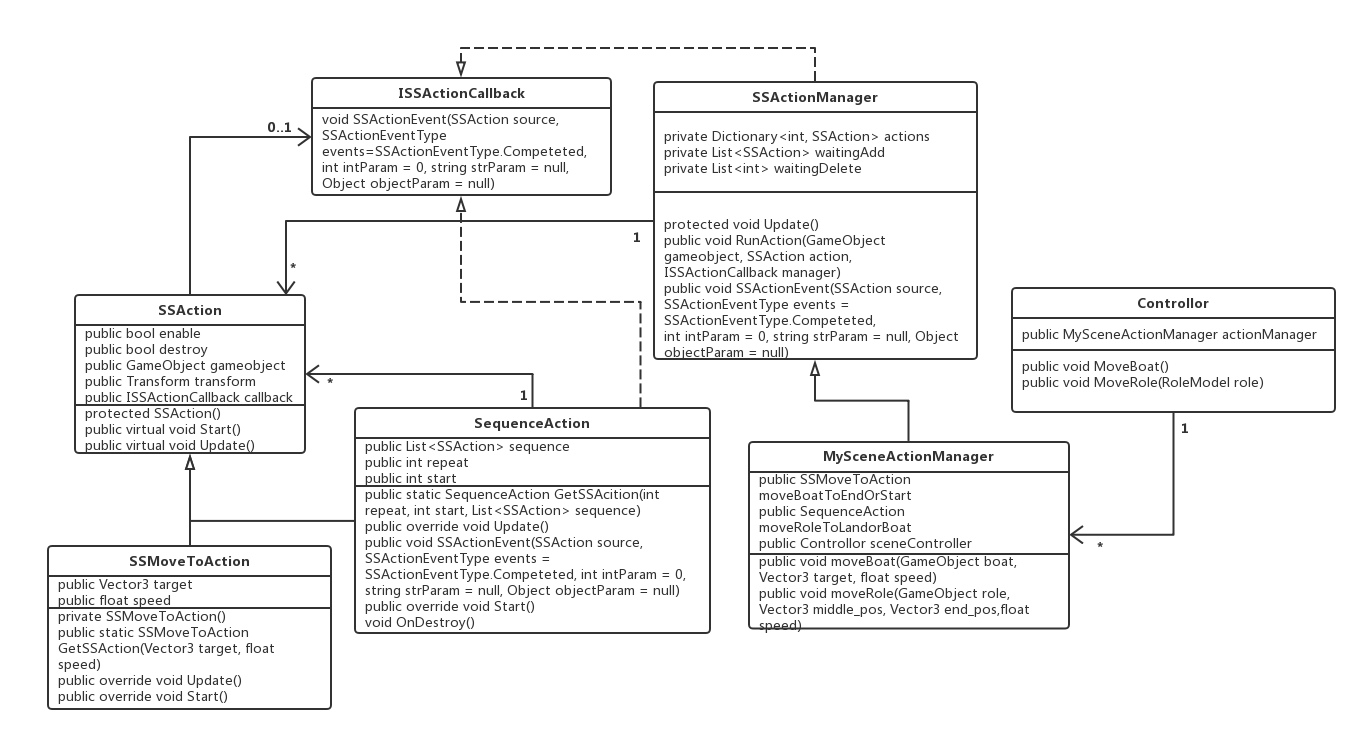 ISSActionCallback
void SSActionEvent(SSAction source,
SSActionEventType
events=SSActionEventType.Competeted,
int intParam = 0, string strParam = null,
Object objectParam = null)
SSActionManager
private Dictionary<int, SSAction> actions
private List<SSAction> waitingAdd
private List<int> waitingDelete
protected void Update()
public void RunAction(GameObject
gameobject, SSAction action,
ISSActionCallback manager)
public void SSActionEvent(SSAction source,
SSActionEventType events =
SSActionEventType.Competeted,
int intParam = 0, string strParam = null, Object
objectParam = null)
0..1
1
*
SSAction
public bool enable
public bool destroy
public GameObject gameobject
public Transform transform
public ISSActionCallback callback
protected SSAction()
public virtual void Start()
public virtual void Update()
Controllor
public MySceneActionManager actionManager
public void MoveBoat()
public void MoveRole(RoleModel role)
*
1
1
*
SequenceAction
public List<SSAction> sequence
public int repeat
public int start
public static SequenceAction GetSSAcition(int
repeat, int start, List<SSAction> sequence)
public override void Update()
public void SSActionEvent(SSAction source,
SSActionEventType events =
SSActionEventType.Competeted, int intParam = 0,
string strParam = null, Object objectParam = null)
public override void Start()
void OnDestroy()
MySceneActionManager
public SSMoveToAction
moveBoatToEndOrStart
public SequenceAction
moveRoleToLandorBoat
public Controllor sceneController
public void moveBoat(GameObject boat,
Vector3 target, float speed)
public void moveRole(GameObject role,
Vector3 middle_pos, Vector3 end_pos,float
speed)
SSMoveToAction
public Vector3 target
public float speed
private SSMoveToAction()
public static SSMoveToAction
GetSSAction(Vector3 target, float
speed)
public override void Update()
public override void Start()